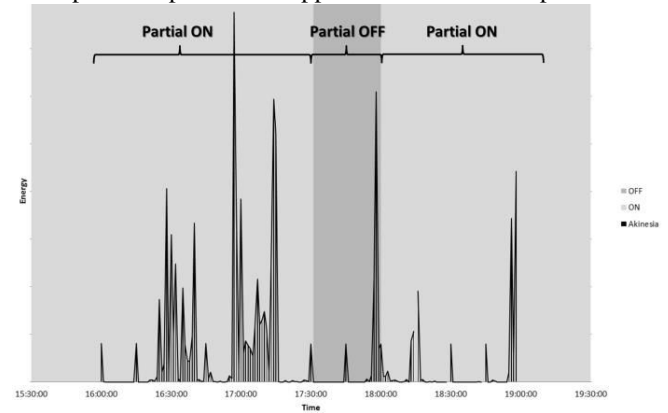 Partial ON
Partial OFF
Partial ON
Energy
OFF
ON
Akinesia
15:30:00
16:00:00
16:30:00
17:00:00
17:30:00
18:00:00
18:30:00
19:00:00
19:30:00
Time